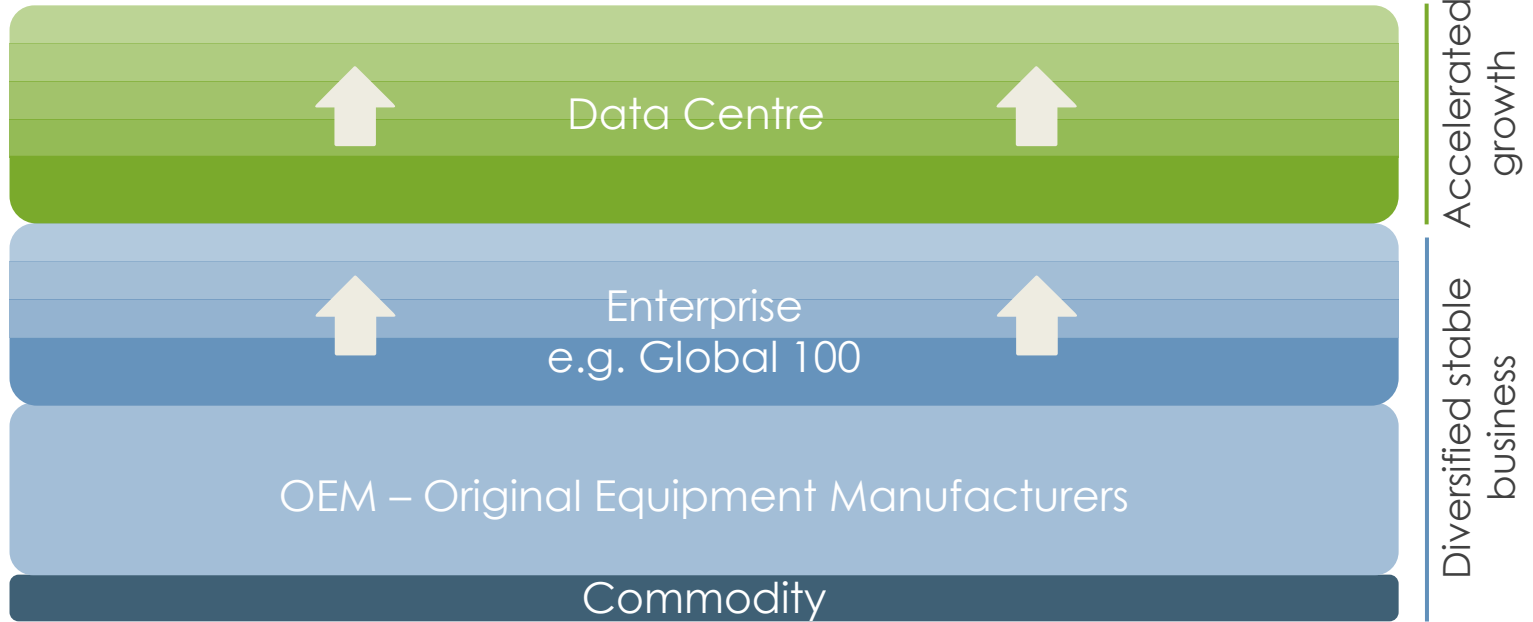 Data Centre
Enterprise
e.g. Global 100
OEM – Original Equipment Manufacturers
Commodity
Accelerated
growth
Diversified stable
business